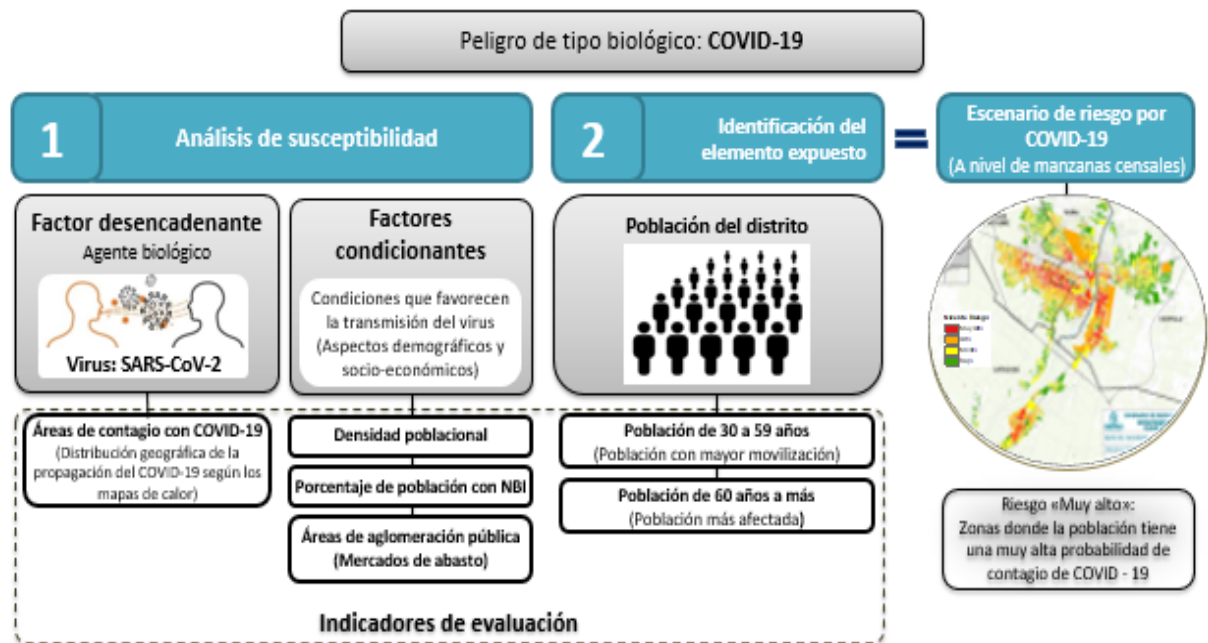 Peligro de tipo biológico: COVID-19
1
Análisis de susceptibilidad
2
Identificación del
elemento expuesto
=
Escenario de riesgo por
COVID-19
(A nivel de manzanas censales)
Factor desencadenante
Agente biológico
Virus: SARS-CoV-2
Factores
condicionantes
Condiciones que favorecen
la transmisión del virus
(Aspectos demográficos y
socio-económicos)
Población del distrito
Áreas de contagio con COVID-19
(Distribución geográfica de la
propagación del COVID-19 según los
mapas de calor)
Densidad poblacional
Porcentaje de población con NBI
Áreas de aglomeración pública
(Mercados de abasto)
Población de 30 a 59 años
(Población con mayor movilización)
Población de 60 años a más
(Población más afectada)
Indicadores de evaluación
Riesgo «Muy alto»:
Zonas donde la población tiene
una muy alta probabilidad de
contagio de COVID - 19